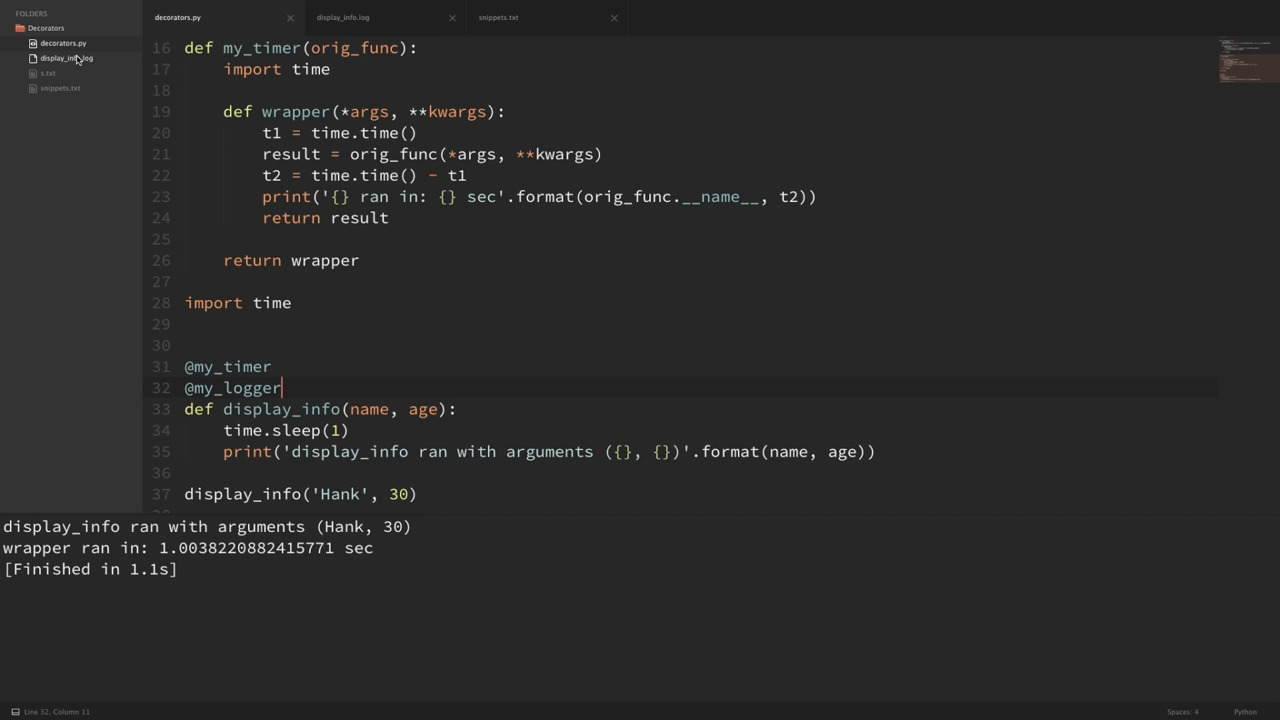 FOLDERS
Decorators
decorators.py
display_info.log
s.txt
snippets.txt
decorators.py
display_info.log
snippets.txt
16 def my_timer(orig_func):
17     import time
18
19     def wrapper(*args, **kwargs):
20         t1 = time.time()
21         result = orig_func(*args, **kwargs)
22         t2 = time.time() - t1
23         print('{} ran in: {} sec'.format(orig_func.__name__, t2))
24         return result
25
26     return wrapper
27
28 import time
29
30
31 @my_timer
32 @my_logger
33 def display_info(name, age):
34     time.sleep(1)
35     print('display_info ran with arguments ({}, {})'.format(name, age))
36
37 display_info('Hank', 30)
display_info ran with arguments (Hank, 30)
wrapper ran in: 1.0038220882415771 sec
[Finished in 1.1s]
Line 32, Column 11
Spaces: 4
Python